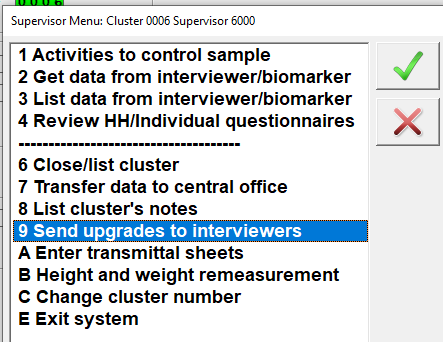 0006
Supervisor Menu: Cluster 0006 Supervisor 6000
1 Activities to control sample
2 Get data from interviewer/biomarker
3 List data from interviewer/biomarker
4 Review HH/Individual questionnaires
-------------------------------------
6 Close/list cluster
7 Transfer data to central office
8 List cluster's notes
9 Send upgrades to interviewers
A Enter transmittal sheets
B Height and weight remeasurement
C Change cluster number
E Exit system